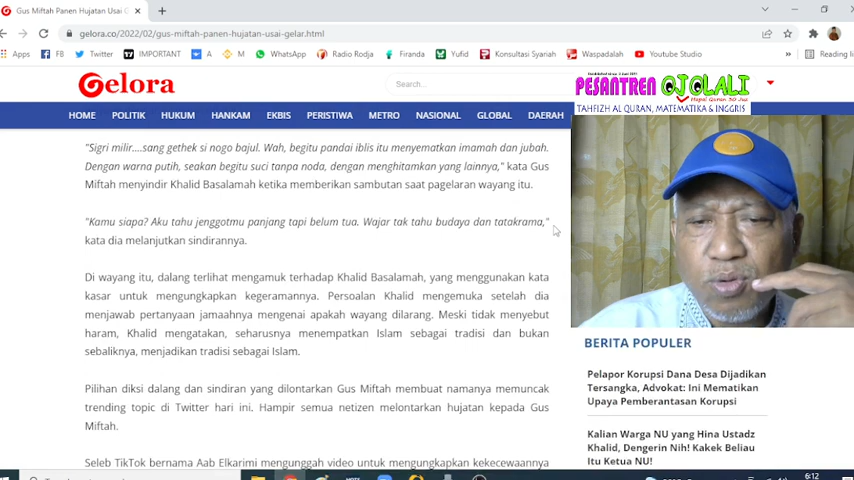 Gus Miftah Panen Hujatan Usai G
gelora.co/2022/02/gus-miftah-panen-hujatan-usai-gelar.html
Apps FB Twitter IMPORTANT A M WhatsApp Radio Rodja Firanda Yufid Konsultasi Syariah Waspadalah YouTube Studio » Reading li
Gelora
Search...
PESANTREN OJOLALI
Hapal Quran 30 Juz
TAHFIZH AL QURAN, MATEMATIKA & INGGRIS
HOME POLITIK HUKUM HANKAM EKBIS PERISTIWA METRO NASIONAL GLOBAL DAERAH
"Sigri milir....sang gethek si nogo bajul. Wah, begitu pandai iblis itu menyematkan imamah dan jubah.
Dengan warna putih, seakan begitu suci tanpa noda, dengan menghitamkan yang lainnya," kata Gus
Miftah menyindir Khalid Basalamah ketika memberikan sambutan saat pagelaran wayang itu.
"Kamu siapa? Aku tahu jenggotmu panjang tapi belum tua. Wajar tak tahu budaya dan tatakrama,"
kata dia melanjutkan sindirannya.
Di wayang itu, dalang terlihat mengamuk terhadap Khalid Basalamah, yang menggunakan kata
kasar untuk mengungkapkan kegeramannya. Persoalan Khalid mengemuka setelah dia
menjawab pertanyaan jamaahnya mengenai apakah wayang dilarang. Meski tidak menyebut
haram, Khalid mengatakan, seharusnya menempatkan Islam sebagai tradisi dan bukan
sebaliknya, menjadikan tradisi sebagai Islam.
Pilihan diksi dalang dan sindiran yang dilontarkan Gus Miftah membuat namanya memuncak
trending topic di Twitter hari ini. Hampir semua netizen melontarkan hujatan kepada Gus
Miftah.
Seleb TikTok bernama Aab Elkarimi mengunggah video untuk mengungkapkan kekecewaannya
BERITA POPULER
Pelapor Korupsi Dana Desa Dijadikan
Tersangka, Advokat: Ini Mematikan
Upaya Pemberantasan Korupsi
Kalian Warga NU yang Hina Ustadz
Khalid, Dengerin Nih! Kakek Beliau
Itu Ketua NU!
6:12